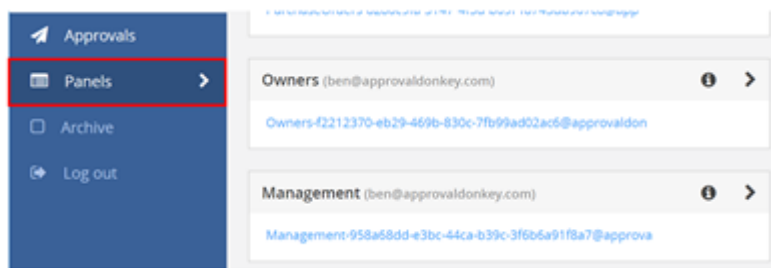 Approvals
Panels
Archive
Log out
Owners (ben@approvaldonkey.com)
Owners-f2212370-eb29-469b-830c-7fb99ad02ac6@approvaldon
Management (ben@approvaldonkey.com)
Management-958a68dd-e3bc-44ca-b39c-3f6b6a91f8a7@approva